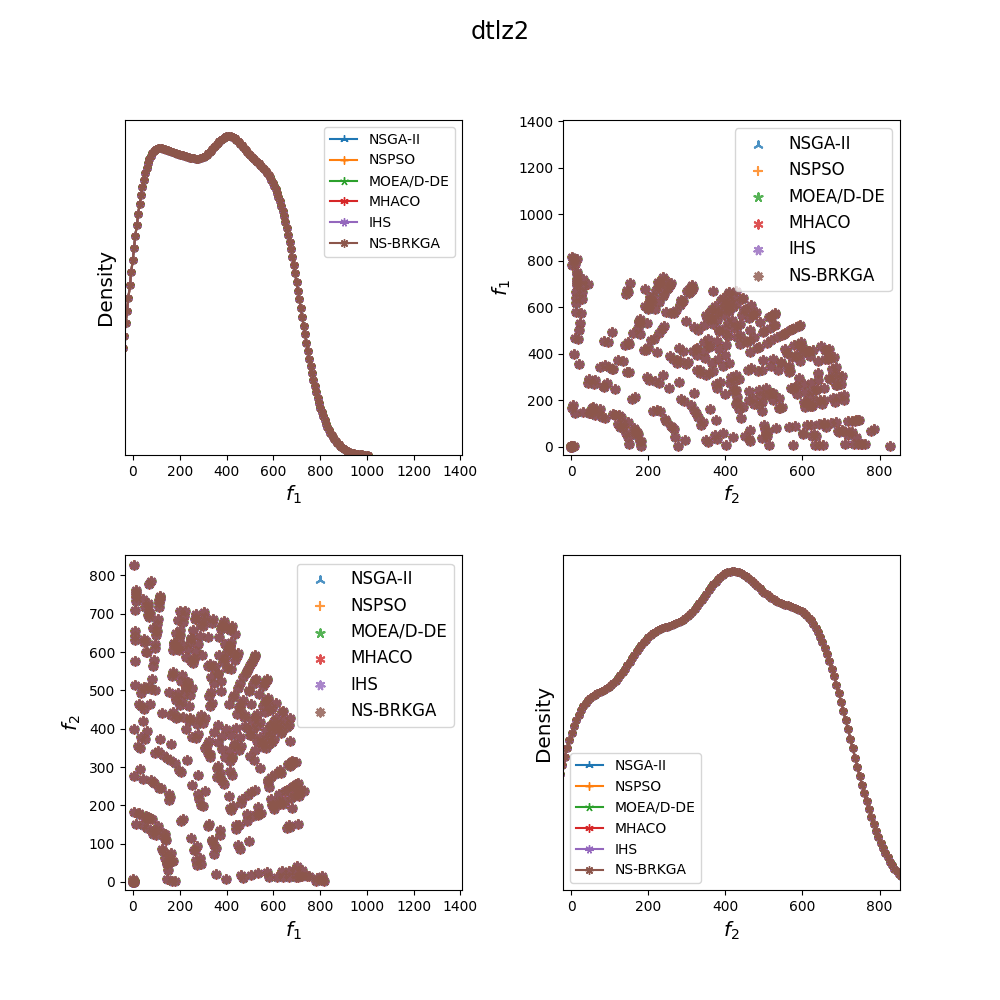 dtlz2
Density
NSGA-II
NSPSO
MOEA/D-DE
MHACO
IHS
NS-BRKGA
0 200 400 600 800 1000 1200 1400
f1
f1
1400
1200
1000
800
600
400
200
0
NSGA-II
NSPSO
MOEA/D-DE
MHACO
IHS
NS-BRKGA
0 200 400 600 800
f2
f2
800
700
600
500
400
300
200
100
0
NSGA-II
NSPSO
MOEA/D-DE
MHACO
IHS
NS-BRKGA
0 200 400 600 800 1000 1200 1400
f1
Density
NSGA-II
NSPSO
MOEA/D-DE
MHACO
IHS
NS-BRKGA
0 200 400 600 800
f2